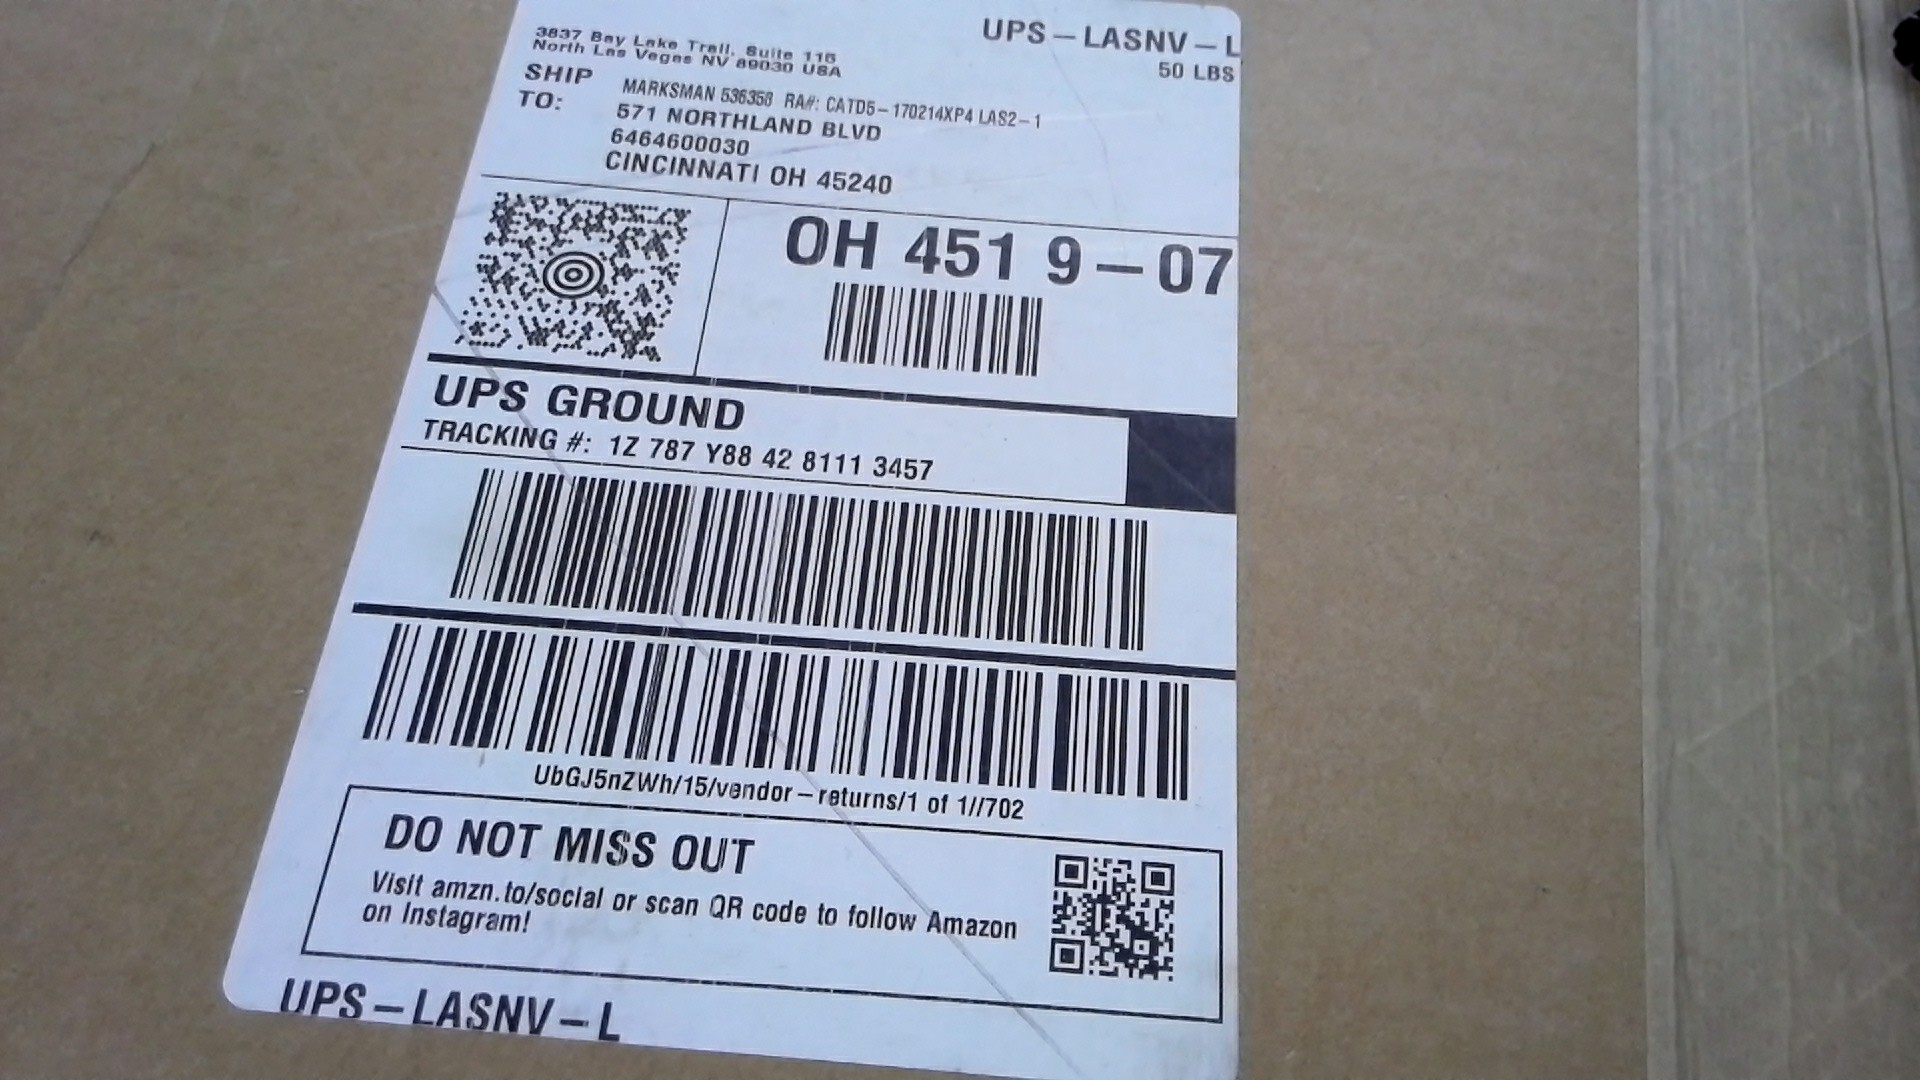 UPS – LASNV – L
3837 Bay Lake Trail, Suite 115
North Las Vegas NV 89030 USA
50 LBS
SHIP TO:
MARKSMAN 536358 RA#: CATD5-170214XP4 LAS2-1
571 NORTHLAND BLVD
6464600030
CINCINNATI OH 45240
OH 451 9 – 07
UPS GROUND
TRACKING #: 1Z 787 Y88 42 8111 3457
UbGJ5nZWh/15/vendor – returns/1 of 1//702
DO NOT MISS OUT
Visit amzn.to/social or scan QR code to follow Amazon
on Instagram!
UPS – LASNV – L